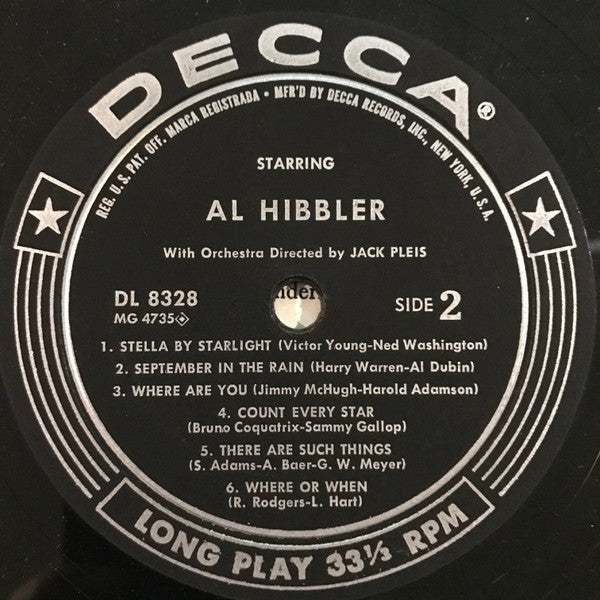 DECCA®
REG. U.S. PAT. OFF. MARCA REGISTRADA • MFR'D BY DECCA RECORDS, INC., NEW YORK, U.S.A.
STARRING
AL HIBBLER
With Orchestra Directed by JACK PLEIS
DL 8328
MG 4735
SIDE 2
1. STELLA BY STARLIGHT (Victor Young-Ned Washington)
2. SEPTEMBER IN THE RAIN (Harry Warren-Al Dubin)
3. WHERE ARE YOU (Jimmy McHugh-Harold Adamson)
4. COUNT EVERY STAR
(Bruno Coquatrix-Sammy Gallop)
5. THERE ARE SUCH THINGS
(S. Adams-A. Baer-G. W. Meyer)
6. WHERE OR WHEN
(R. Rodgers-L. Hart)
LONG PLAY 33⅓ RPM